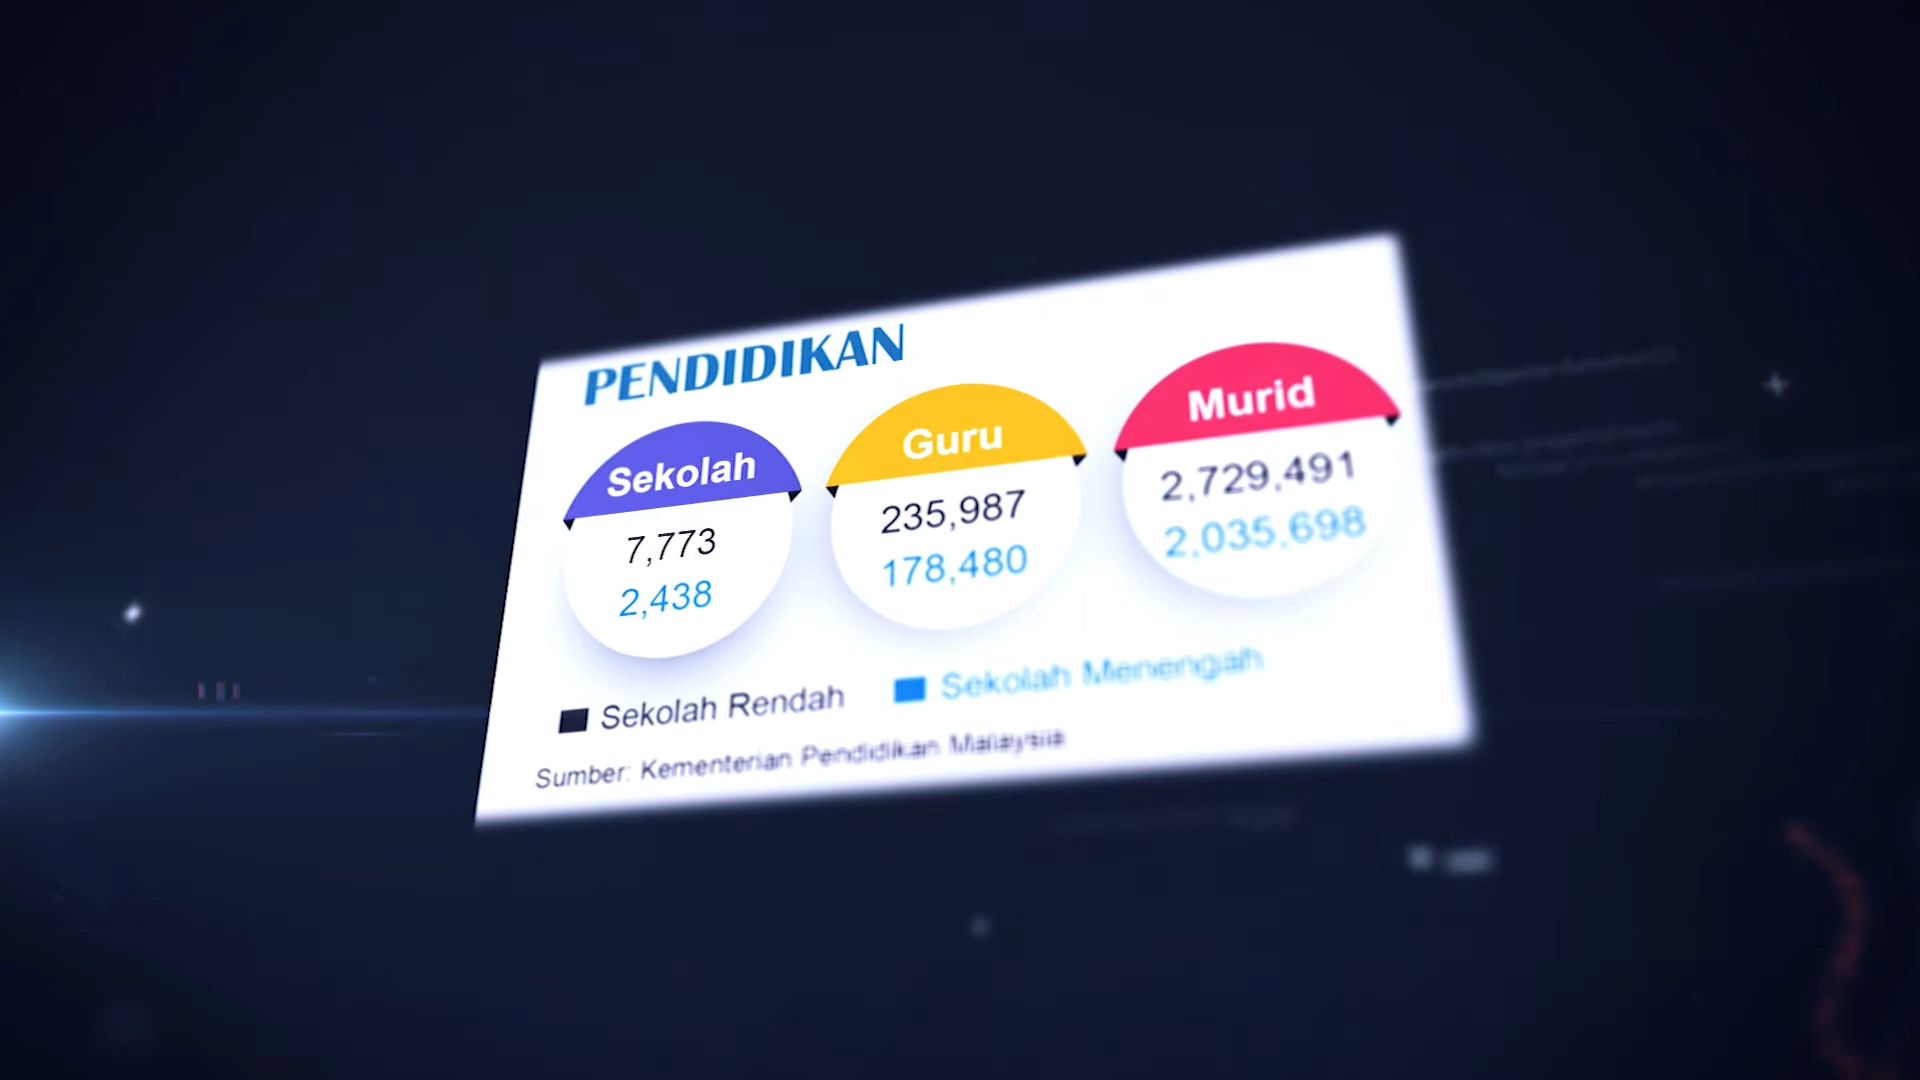 PENDIDIKAN
Sekolah
7,773
2,438
Guru
235,987
178,480
Murid
2,729,491
2,035,698
Sekolah Rendah
Sekolah Menengah
Sumber: Kementerian Pendidikan Malaysia